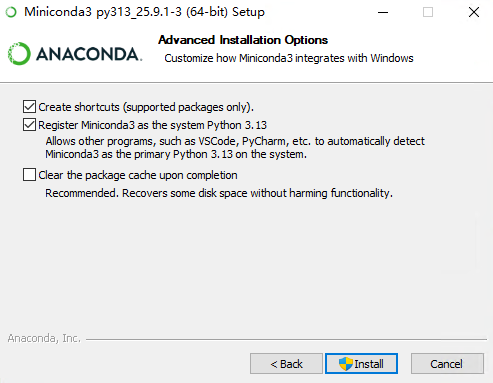 Miniconda3 py313_25.9.1-3 (64-bit) Setup
ANACONDA.
Advanced Installation Options
Customize how Miniconda3 integrates with Windows
Create shortcuts (supported packages only).
Register Miniconda3 as the system Python 3.13
Allows other programs, such as VSCode, PyCharm, etc. to automatically detect
Miniconda3 as the primary Python 3.13 on the system.
Clear the package cache upon completion
Recommended. Recovers some disk space without harming functionality.
Anaconda, Inc.
< Back
Install
Cancel